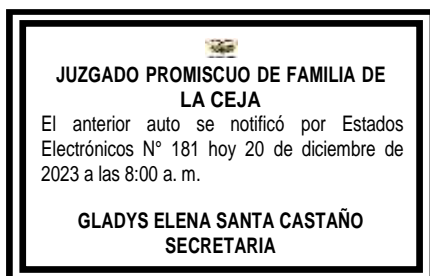 JUZGADO PROMISCUO DE FAMILIA DE
LA CEJA
El anterior auto se notificó por Estados
Electrónicos N° 181 hoy 20 de diciembre de
2023 a las 8:00 a. m.
GLADYS ELENA SANTA CASTAÑO
SECRETARIA